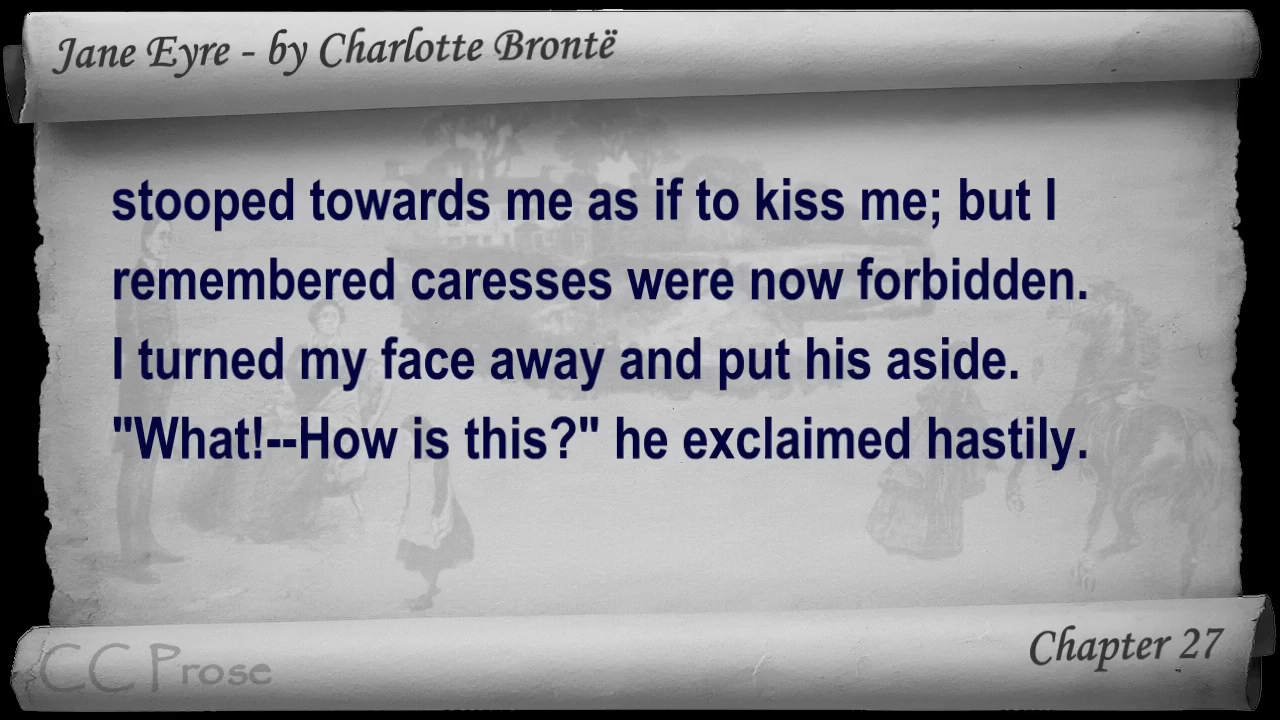 Jane Eyre - by Charlotte Brontë
stooped towards me as if to kiss me; but I
remembered caresses were now forbidden.
I turned my face away and put his aside.
"What!--How is this?" he exclaimed hastily.
CC Prose
Chapter 27